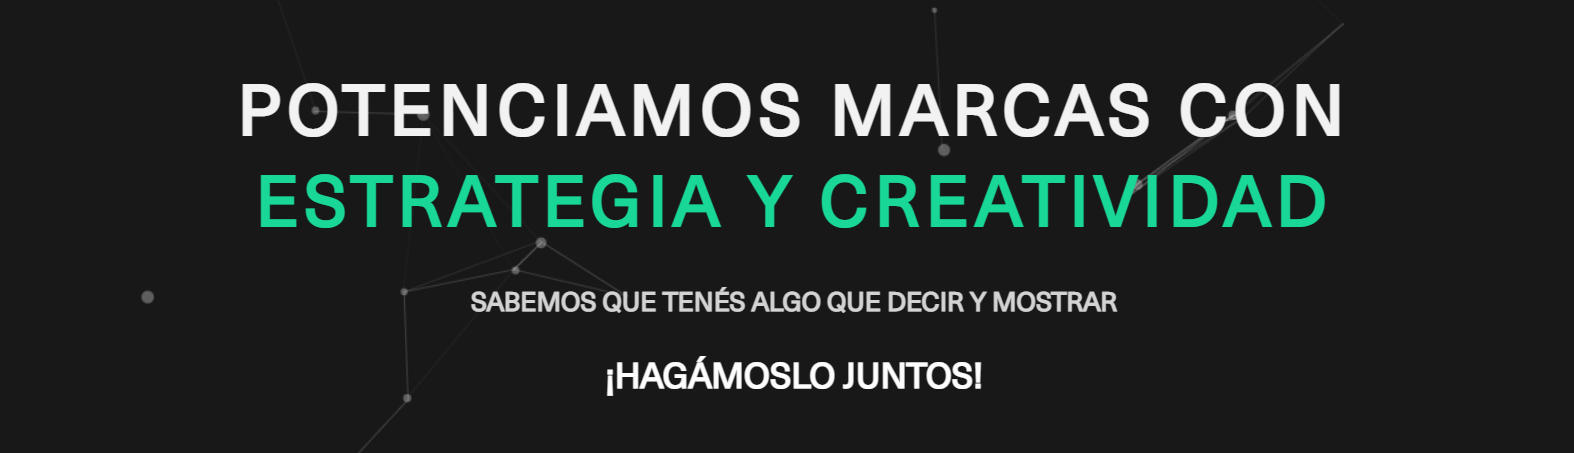 POTENCIAMOS MARCAS CON
ESTRATEGIA Y CREATIVIDAD
SABEMOS QUE TENÉS ALGO QUE DECIR Y MOSTRAR
¡HAGÁMOSLO JUNTOS!